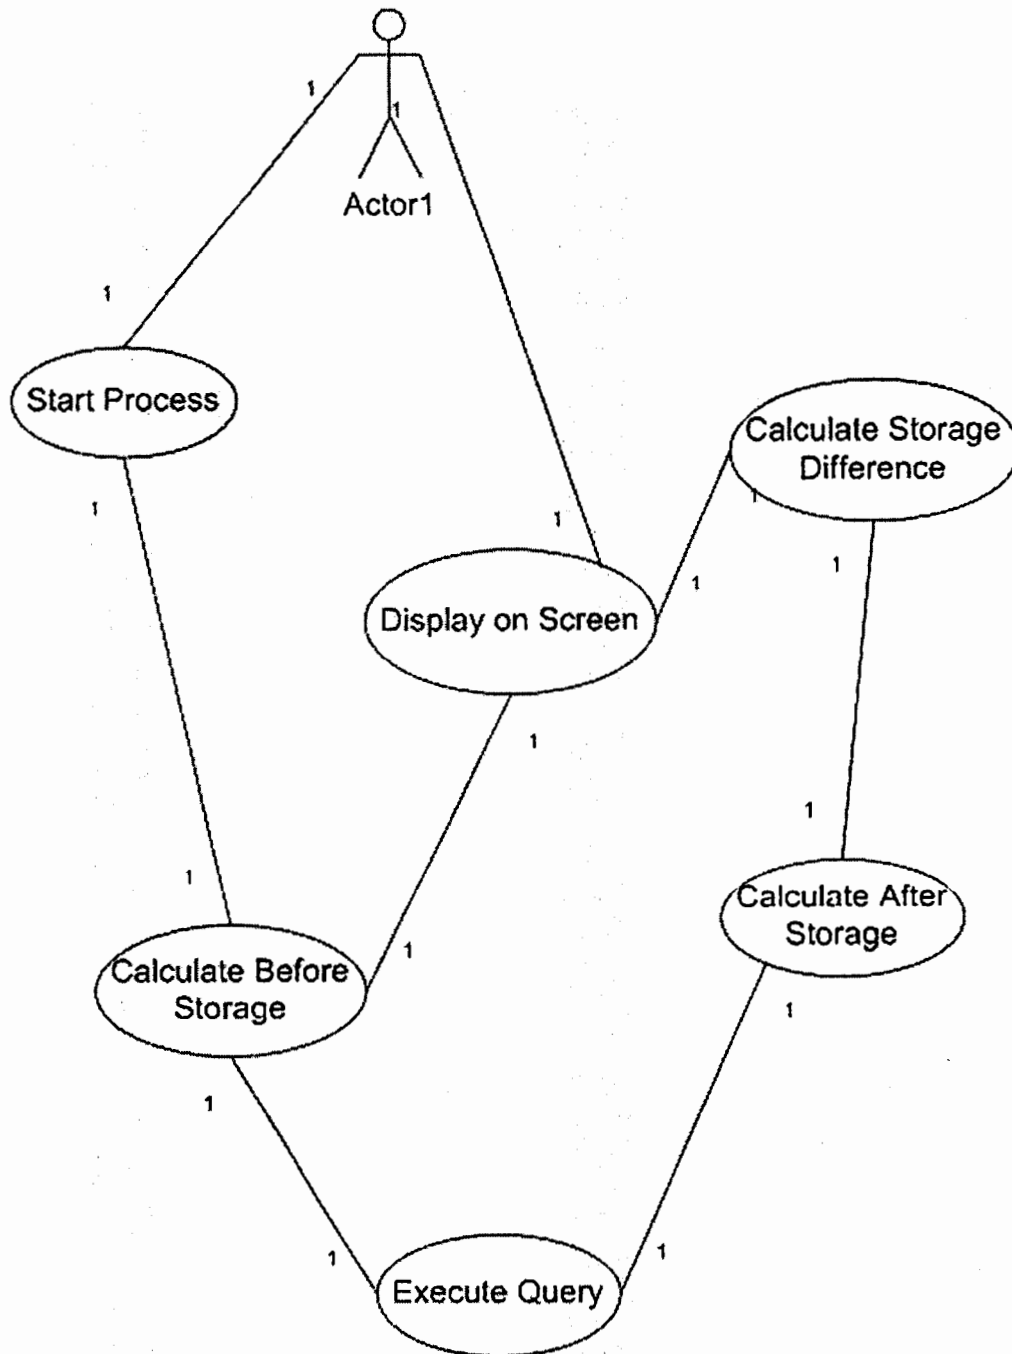 1
1
Actor1
1
Start Process
Calculate Storage
Difference
1
1
1
1
1
Display on Screen
1
1
1
Calculate After
Storage
1
Calculate Before
Storage
1
1
1
1
1
Execute Query